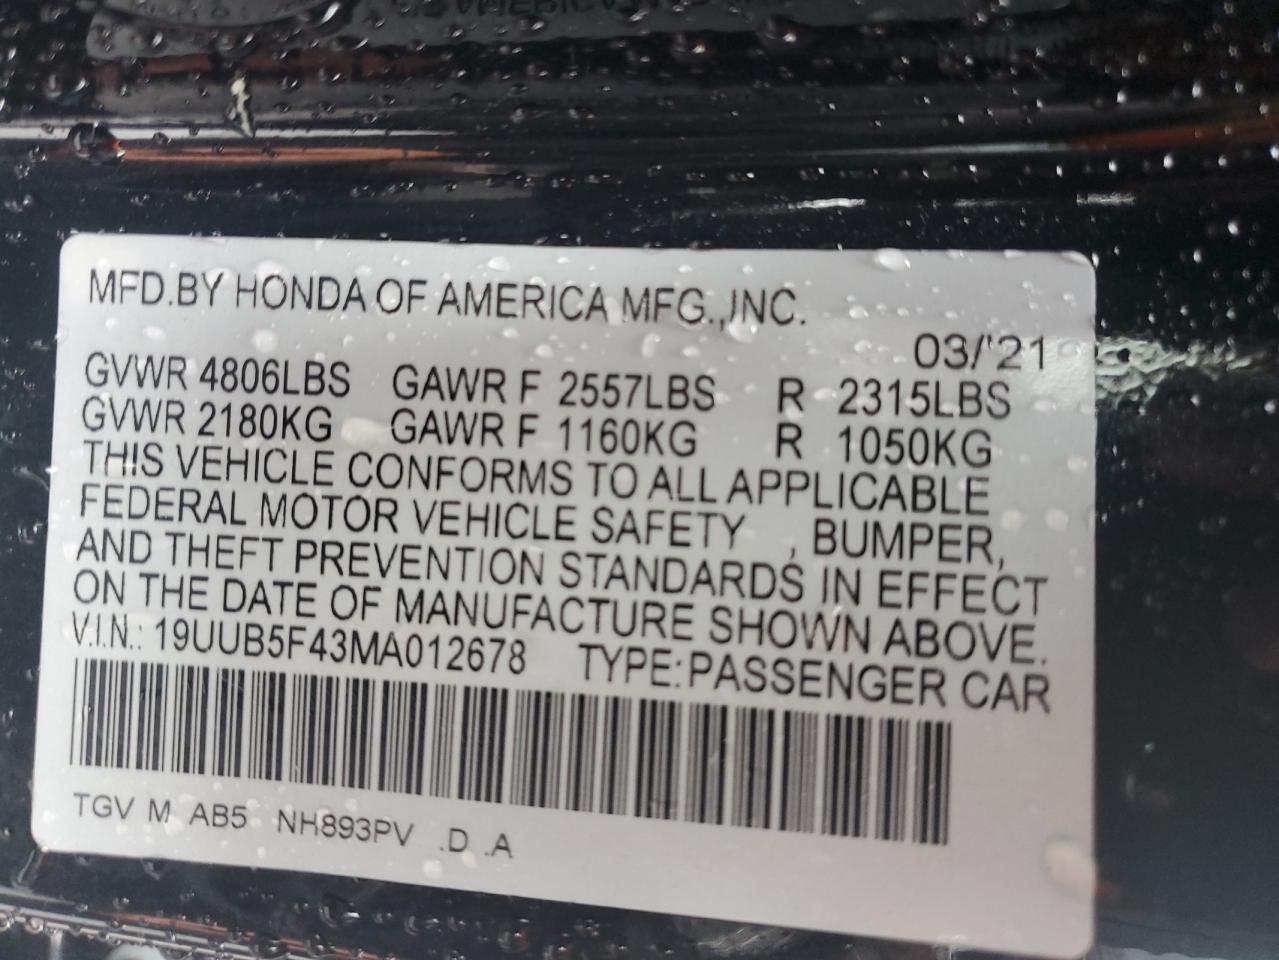 MFD.BY HONDA OF AMERICA MFG.,INC.
03/'21
GVWR 4806LBS GAWR F 2557LBS R 2315LBS
GVWR 2180KG GAWR F 1160KG R 1050KG
THIS VEHICLE CONFORMS TO ALL APPLICABLE
FEDERAL MOTOR VEHICLE SAFETY , BUMPER,
AND THEFT PREVENTION STANDARDS IN EFFECT
ON THE DATE OF MANUFACTURE SHOWN ABOVE.
V.I.N.: 19UUB5F43MA012678 TYPE:PASSENGER CAR
TGV M AB5 NH893PV .D .A